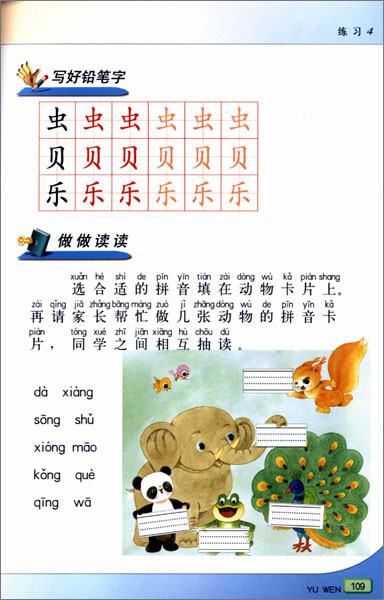 练习 4
写好铅笔字
虫 虫 虫 虫 虫 虫
贝 贝 贝 贝 贝 贝
乐 乐 乐 乐 乐 乐
做做读读
xuǎn hé shì de pīn yīn tián zài dòng wù kǎ piàn shang
选合适的拼音填在动物卡片上。
zài qǐng jiā zhǎng bāng máng zuò jǐ zhāng dòng wù de pīn yīn kǎ
再请家长帮忙做几张动物的拼音卡
piàn tóng xué zhī jiān xiāng hù chōu dú
片，同学之间相互抽读。
dà xiàng
sōng shǔ
xióng māo
kǒng què
qīng wā
YU WEN 109